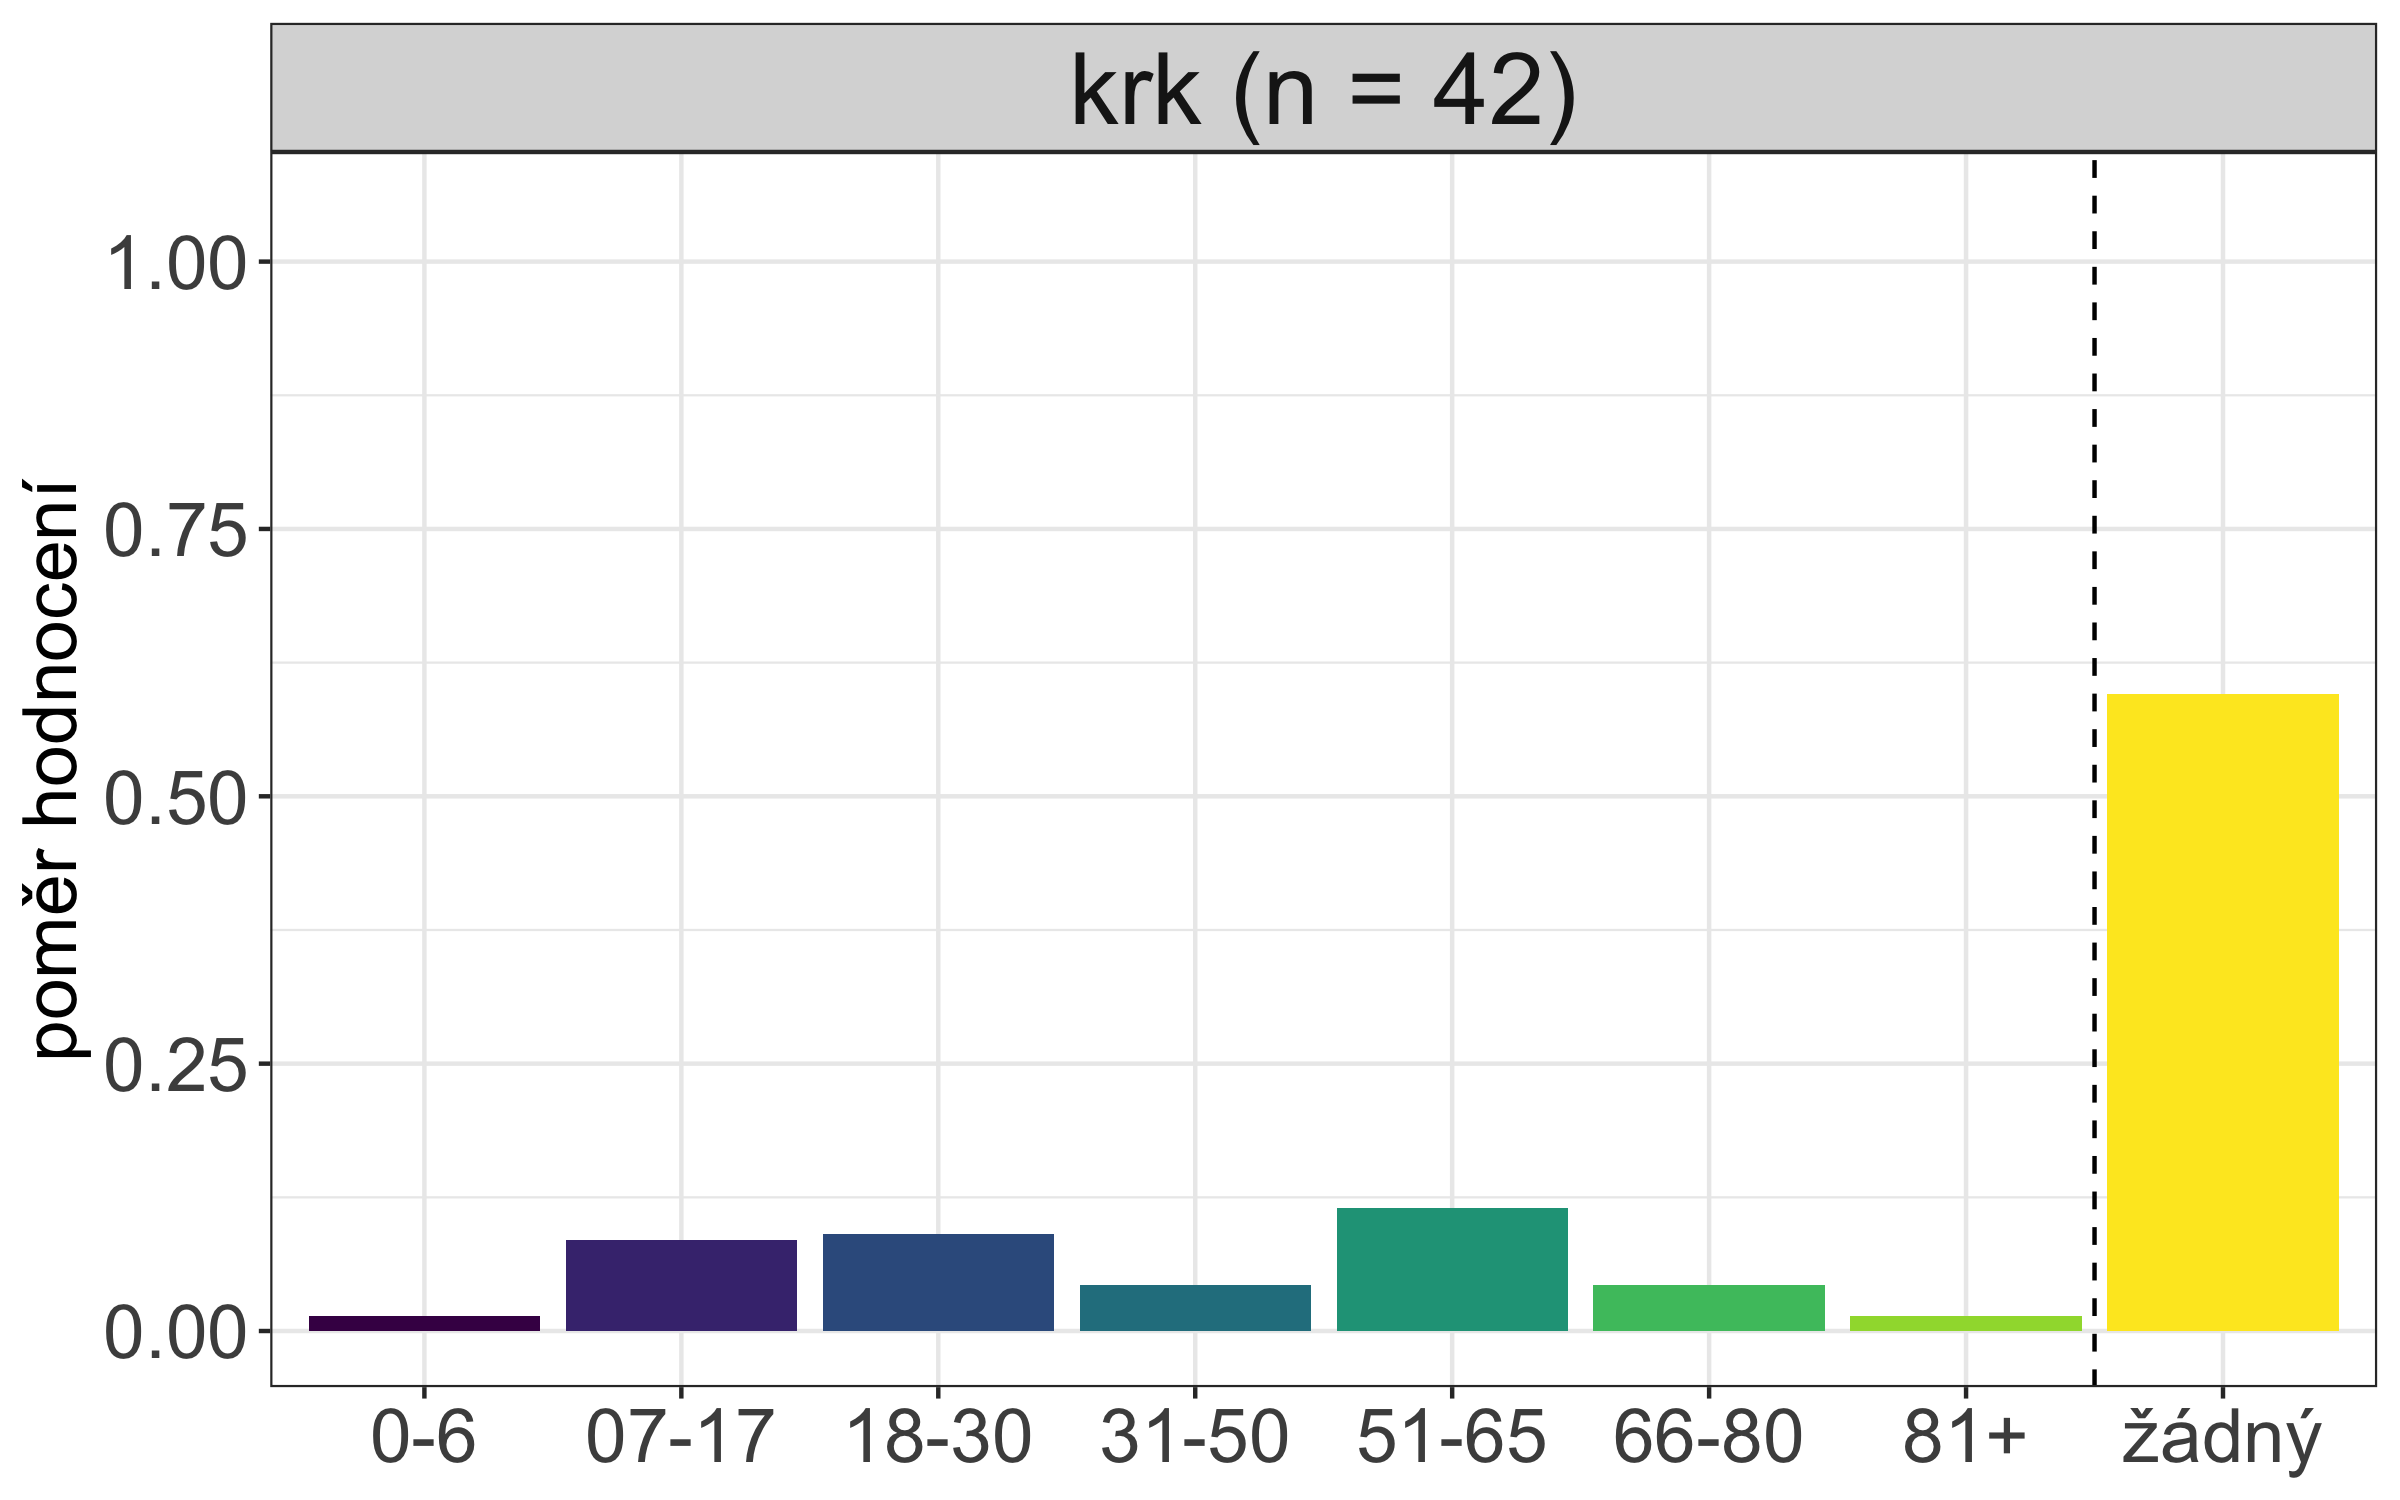 krk (n = 42)
poměr hodnocení
1.00
0.75
0.50
0.25
0.00
0-6 07-17 18-30 31-50 51-65 66-80 81+ žádný